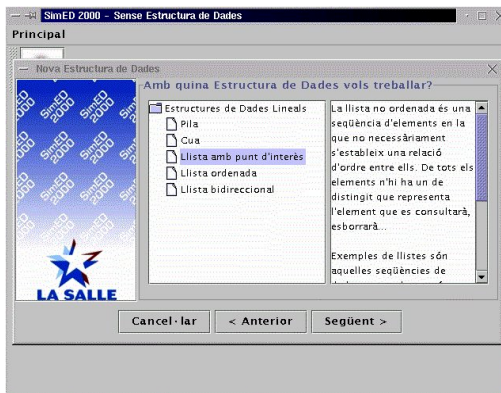 SimED 2000 - Sense Estructura de Dades
Principal
Nova Estructura de Dades
Amb quina Estructura de Dades vols treballar?
Estructures de Dades Lineals
Pila
Cua
Llista amb punt d'interès
Llista ordenada
Llista bidireccional
La llista no ordenada és una
seqüència d'elements en la
que no necessàriament
s'estableix una relació
d'ordre entre ells. De tots els
elements n'hi ha un de
distingit que representa
l'element que es consultarà,
esborrarà...
Exemples de llistes són
aquelles seqüències de
SimED 2000
LA SALLE
Cancel·lar
< Anterior
Següent >